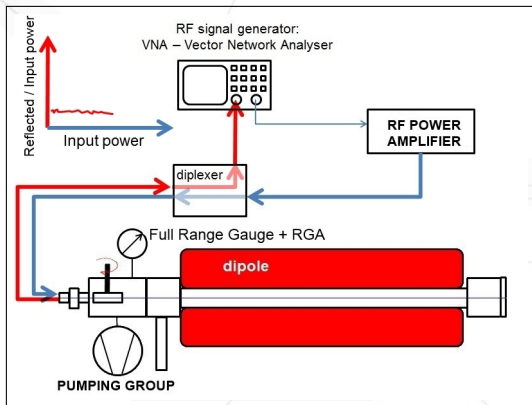 RF signal generator:
VNA – Vector Network Analyser
Reflected / Input power
Input power
RF POWER
AMPLIFIER
diplexer
Full Range Gauge + RGA
dipole
PUMPING GROUP